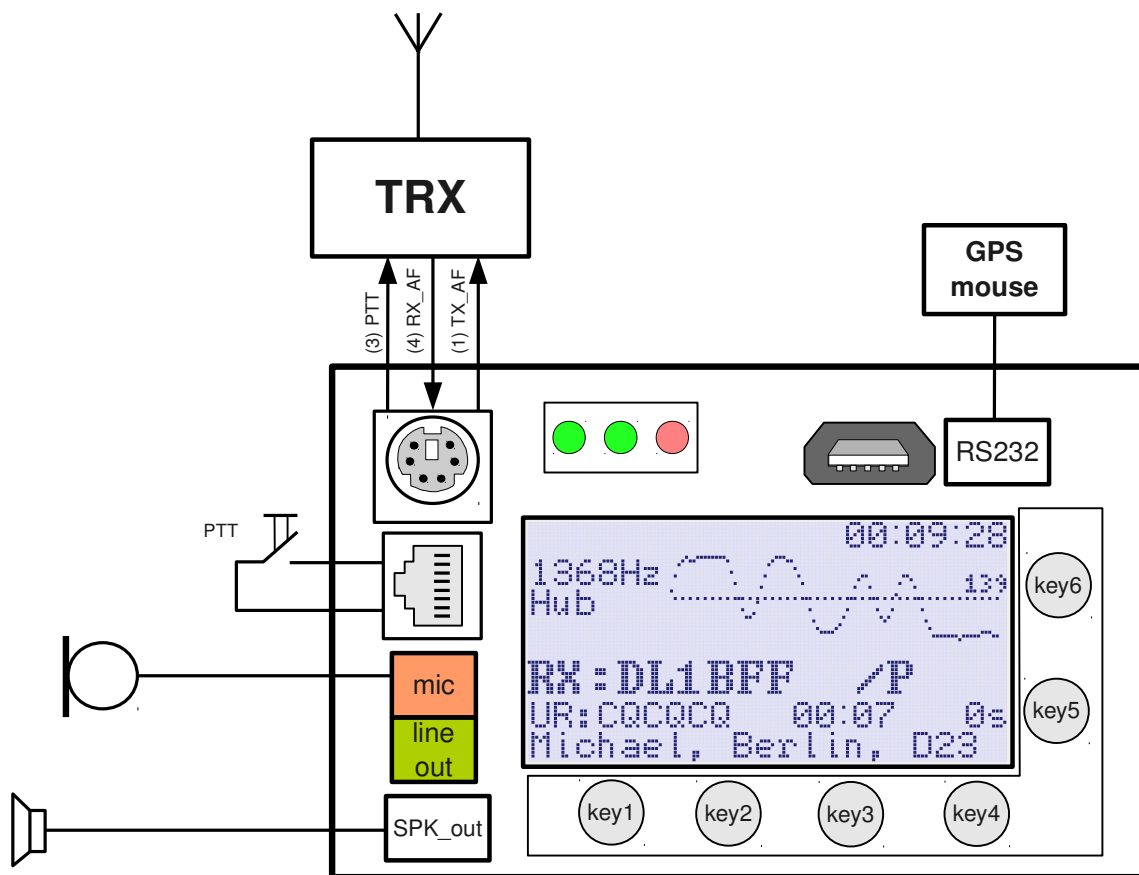 TRX
GPS
mouse
(3) PTT
(4) RX_AF
(1) TX_AF
RS232
PTT
00:09:28
1368Hz
139
Hub
key6
RX:DL1BFF /P
mic
UR:CQCQCQ 00:07 0s
key5
line
out
Michael, Berlin, D23
key1
key2
key3
key4
SPK_out